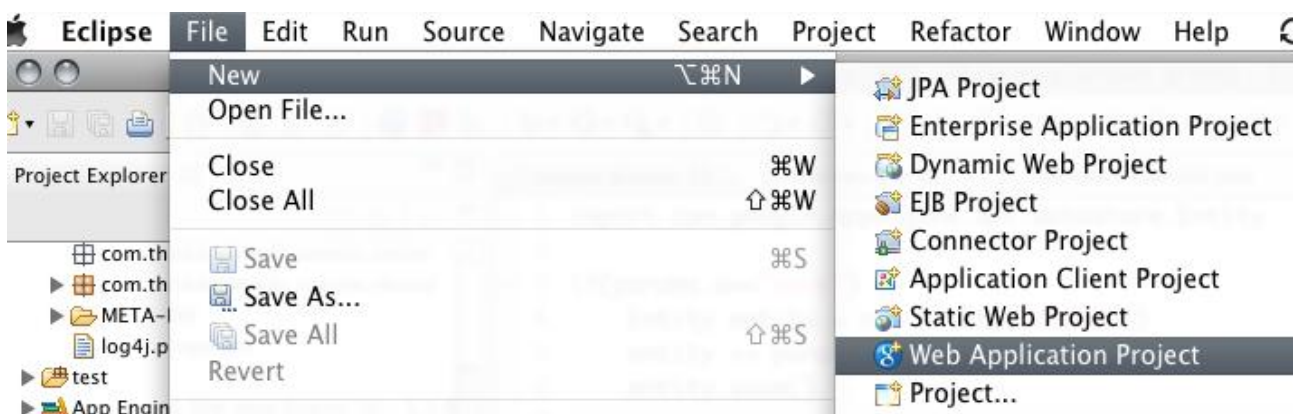 Eclipse File Edit Run Source Navigate Search Project Refactor Window Help
New ⌥⌘N
Open File...
Close ⌘W
Close All ⇧⌘W
Save ⌘S
Save As...
Save All ⇧⌘S
Revert
JPA Project
Enterprise Application Project
Dynamic Web Project
EJB Project
Connector Project
Application Client Project
Static Web Project
Web Application Project
Project...
Project Explorer
com.th
com.th
META-
log4j.p
test
App Engin